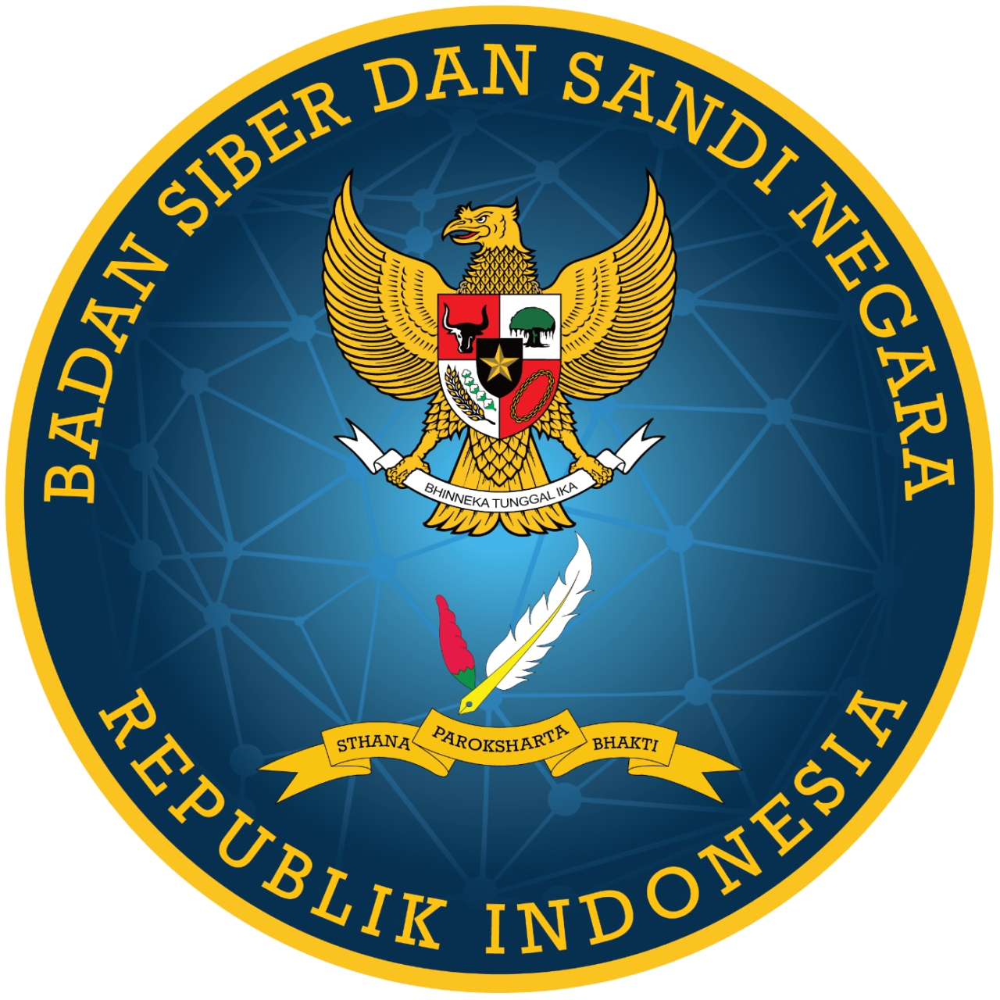 BADAN SIBER DAN SANDI NEGARA
BHINNEKA TUNGGAL IKA
STHANA PAROKSHARTA BHAKTI
REPUBLIK INDONESIA